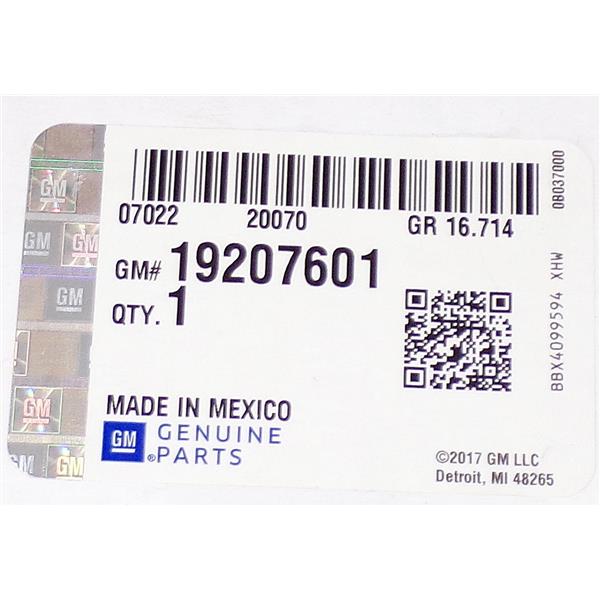 07022 20070 GR 16.714
GM# 19207601
QTY. 1
MADE IN MEXICO
GM GENUINE
® PARTS
©2017 GM LLC
Detroit, MI 48265
0B037000
BBX4099594 XHW
GM
GM
GM
GM
GM
GM
GM